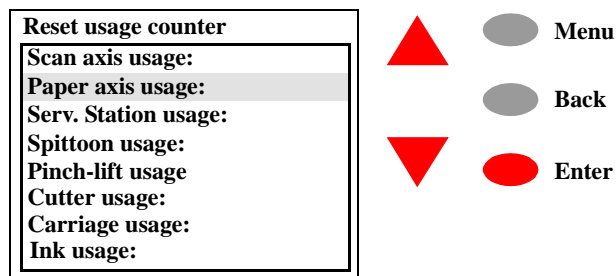 Reset usage counter
Scan axis usage:
Paper axis usage:
Serv. Station usage:
Spittoon usage:
Pinch-lift usage
Cutter usage:
Carriage usage:
Ink usage:
Menu
Back
Enter